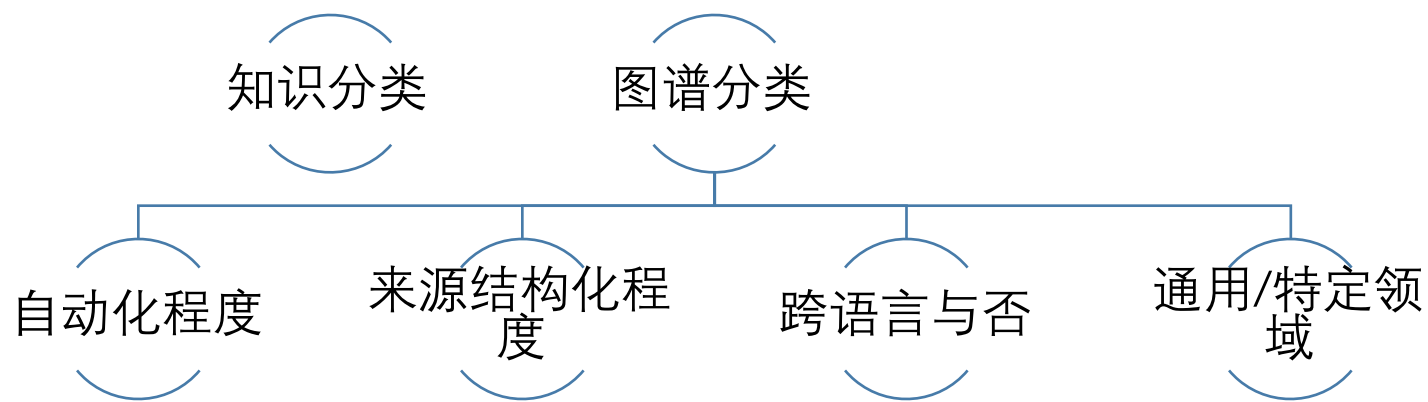 知识分类
图谱分类
自动化程度
来源结构化程
度
跨语言与否
通用/特定领
域